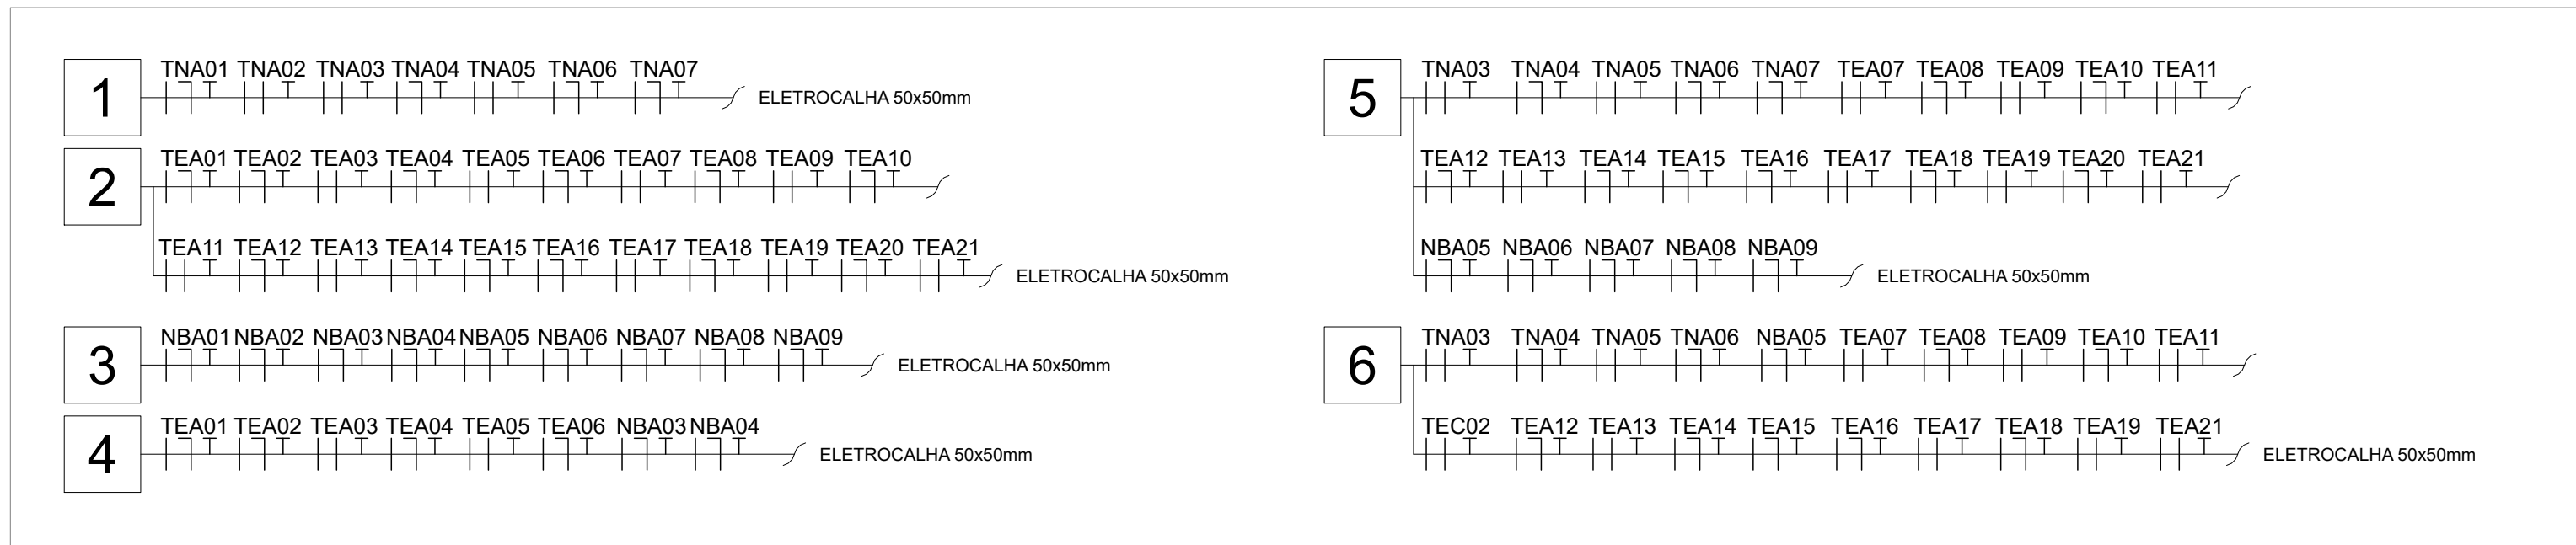 1
TNA01 TNA02 TNA03 TNA04 TNA05 TNA06 TNA07
ELETROCALHA 50x50mm
2
TEA01 TEA02 TEA03 TEA04 TEA05 TEA06 TEA07 TEA08 TEA09 TEA10
TEA11 TEA12 TEA13 TEA14 TEA15 TEA16 TEA17 TEA18 TEA19 TEA20 TEA21
ELETROCALHA 50x50mm
3
NBA01 NBA02 NBA03 NBA04 NBA05 NBA06 NBA07 NBA08 NBA09
ELETROCALHA 50x50mm
4
TEA01 TEA02 TEA03 TEA04 TEA05 TEA06 NBA03 NBA04
ELETROCALHA 50x50mm
5
TNA03 TNA04 TNA05 TNA06 TNA07 TEA07 TEA08 TEA09 TEA10 TEA11
TEA12 TEA13 TEA14 TEA15 TEA16 TEA17 TEA18 TEA19 TEA20 TEA21
NBA05 NBA06 NBA07 NBA08 NBA09
ELETROCALHA 50x50mm
6
TNA03 TNA04 TNA05 TNA06 NBA05 TEA07 TEA08 TEA09 TEA10 TEA11
TEC02 TEA12 TEA13 TEA14 TEA15 TEA16 TEA17 TEA18 TEA19 TEA21
ELETROCALHA 50x50mm